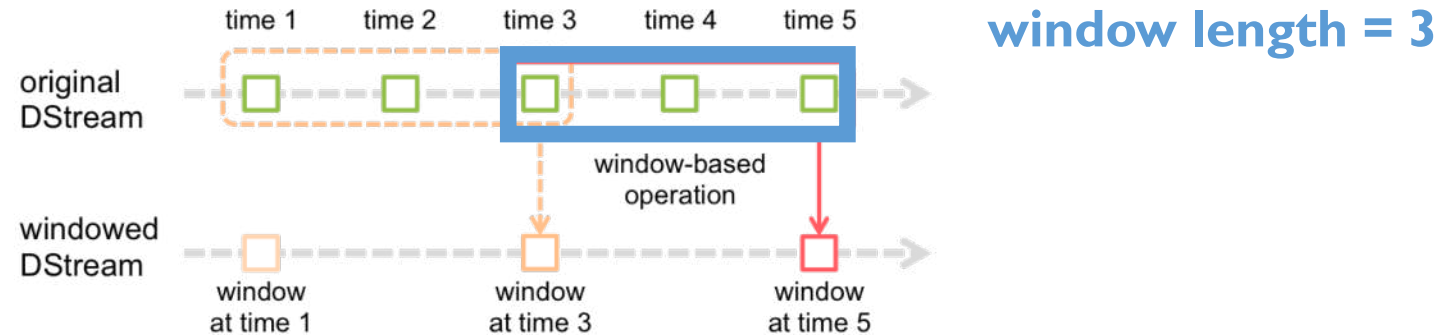 time 1 time 2 time 3 time 4 time 5
window length = 3
original
DStream
window-based
operation
windowed
DStream
window
at time 1
window
at time 3
window
at time 5